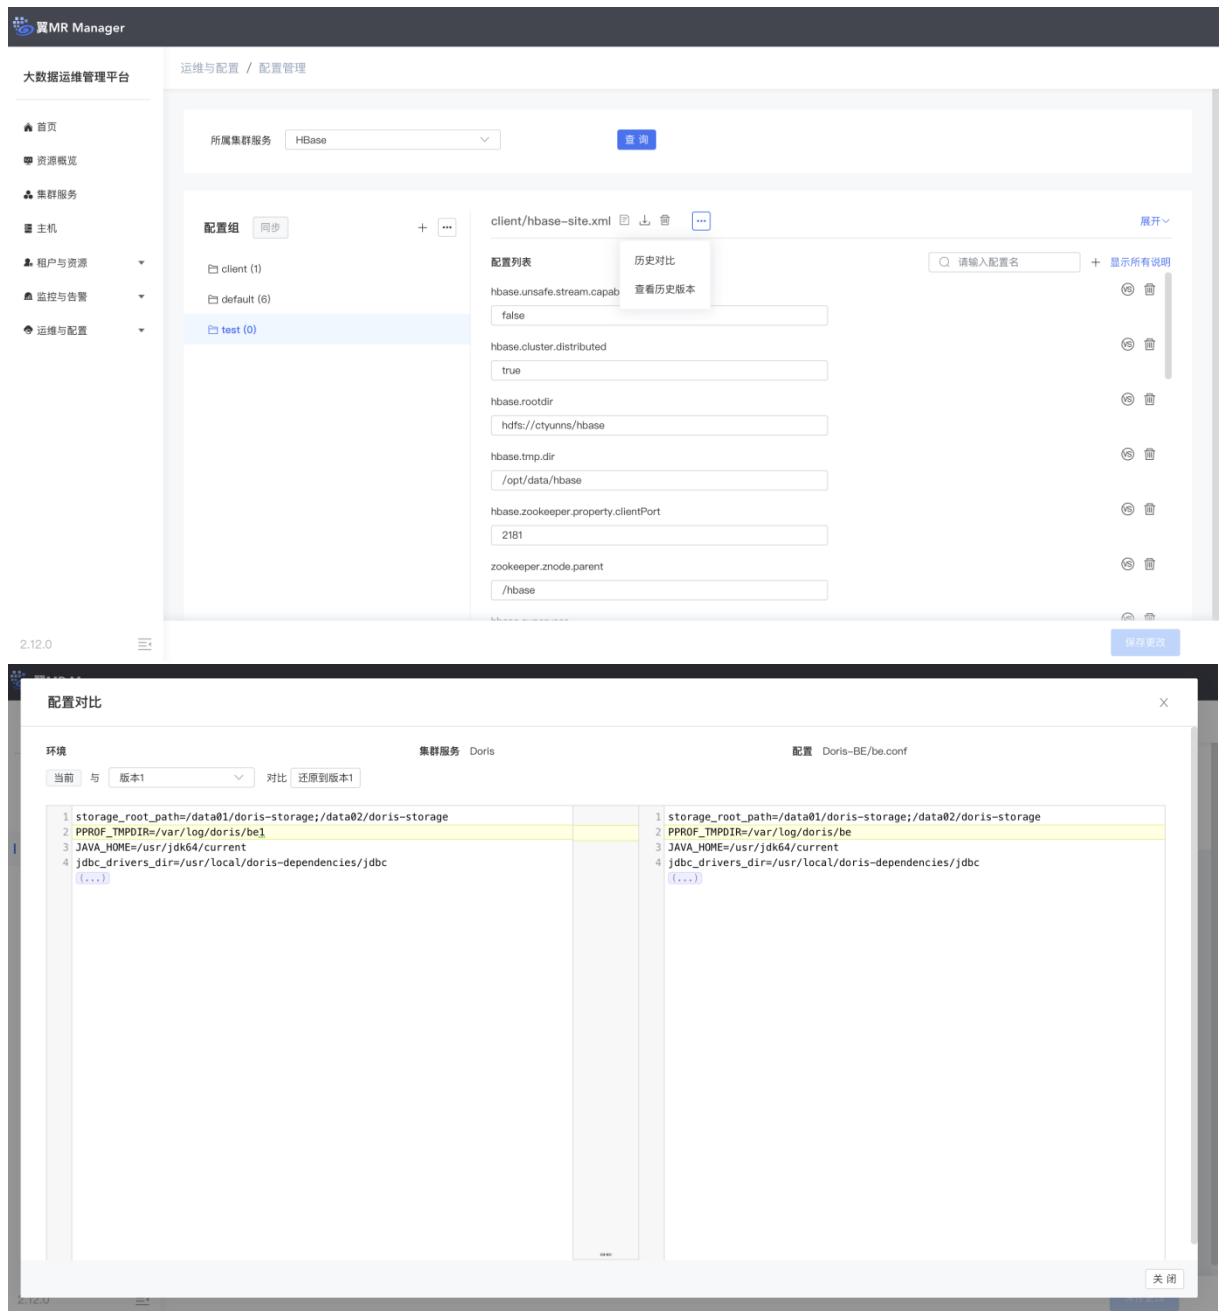 翼MR Manager
大数据运维管理平台
运维与配置 / 配置管理
首页
资源概览
集群服务
主机
租户与资源
监控与告警
运维与配置
2.12.0
所属集群服务 HBase 查 询
配置组 同步
client (1)
default (6)
test (0)
client/hbase-site.xml 展开
历史对比
查看历史版本
配置列表 请输入配置名 显示所有说明
hbase.unsafe.stream.capab
false
hbase.cluster.distributed
true
hbase.rootdir
hdfs://ctyunns/hbase
hbase.tmp.dir
/opt/data/hbase
hbase.zookeeper.property.clientPort
2181
zookeeper.znode.parent
/hbase
保存更改
配置对比
环境 集群服务 Doris 配置 Doris-BE/be.conf
当前 与 版本1 对比 还原到版本1
1 storage_root_path=/data01/doris-storage;/data02/doris-storage
2 PPROF_TMPDIR=/var/log/doris/be1
3 JAVA_HOME=/usr/jdk64/current
4 jdbc_drivers_dir=/usr/local/doris-dependencies/jdbc
(...)
1 storage_root_path=/data01/doris-storage;/data02/doris-storage
2 PPROF_TMPDIR=/var/log/doris/be
3 JAVA_HOME=/usr/jdk64/current
4 jdbc_drivers_dir=/usr/local/doris-dependencies/jdbc
(...)
关 闭
2.12.0